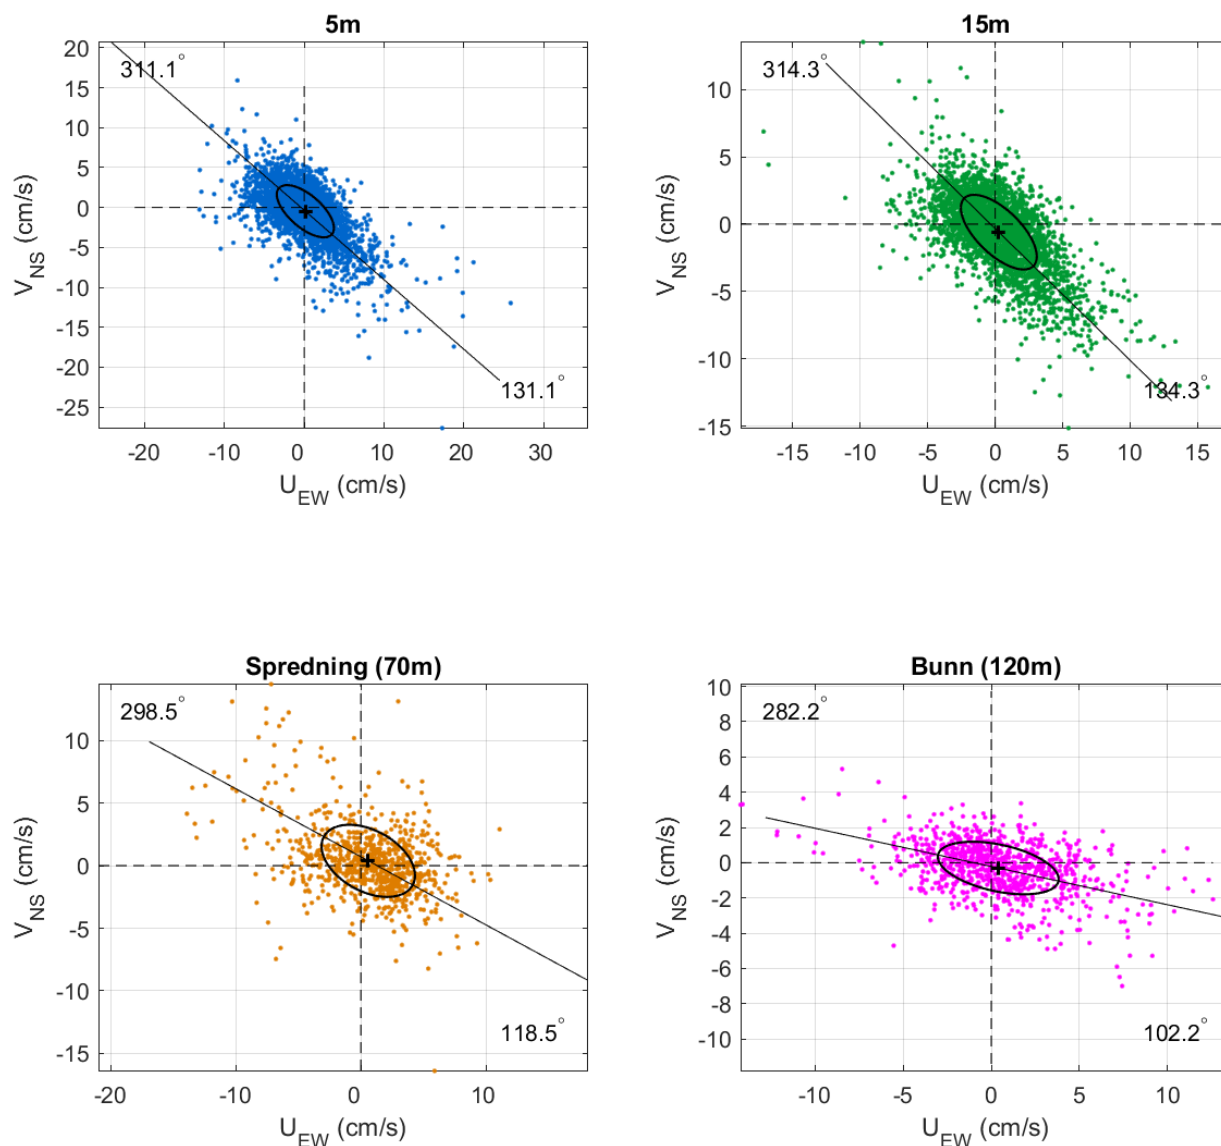 5m
20
15
10
5
0
-5
-10
-15
-20
-25
V_NS (cm/s)
311.1°
131.1°
-20 -10 0 10 20 30
U_EW (cm/s)
15m
10
5
0
-5
-10
-15
V_NS (cm/s)
314.3°
134.3°
-15 -10 -5 0 5 10 15
U_EW (cm/s)
Spredning (70m)
10
5
0
-5
-10
-15
V_NS (cm/s)
298.5°
118.5°
-20 -10 0 10
U_EW (cm/s)
Bunn (120m)
10
8
6
4
2
0
-2
-4
-6
-8
-10
V_NS (cm/s)
282.2°
102.2°
-10 -5 0 5 10
U_EW (cm/s)